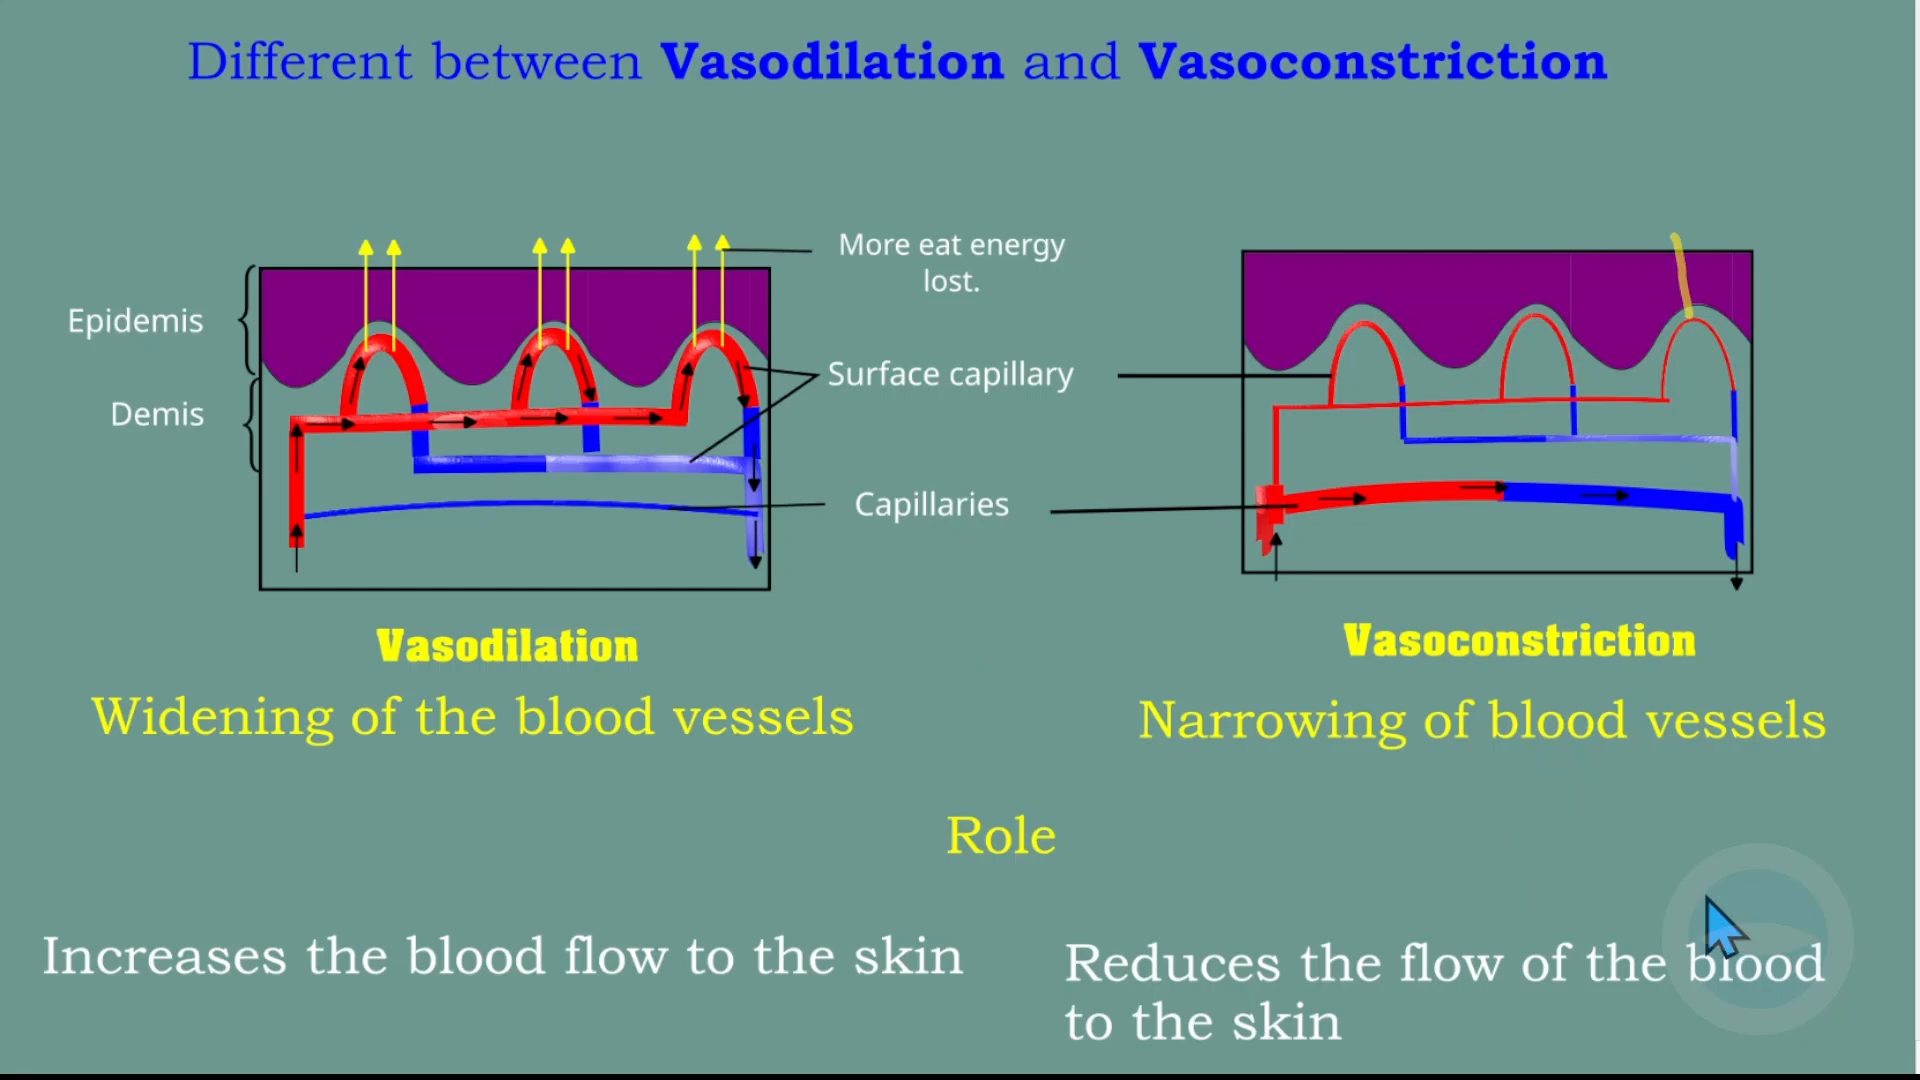 Different between Vasodilation and Vasoconstriction
More eat energy
lost.
Epidemis
Surface capillary
Demis
Capillaries
Vasodilation
Vasoconstriction
Widening of the blood vessels
Narrowing of blood vessels
Role
Increases the blood flow to the skin
Reduces the flow of the blood
to the skin